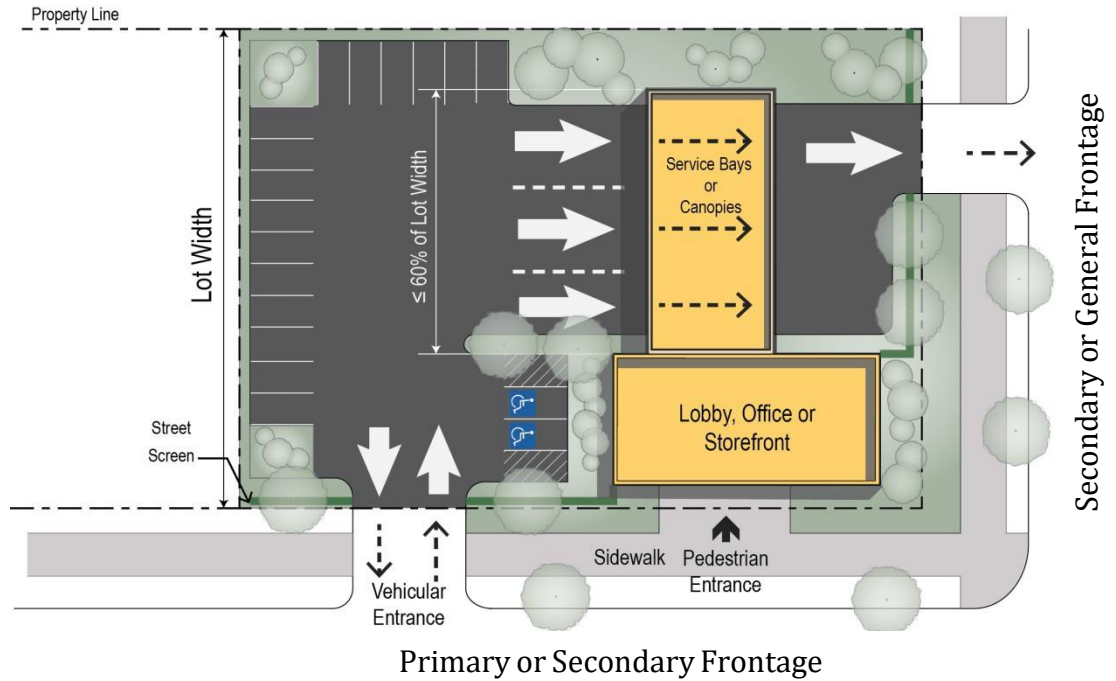 Property Line
Lot Width
≤ 60% of Lot Width
Service Bays
or
Canopies
Secondary or General Frontage
Lobby, Office or
Storefront
Street
Screen
Sidewalk
Pedestrian
Entrance
Vehicular
Entrance
Primary or Secondary Frontage